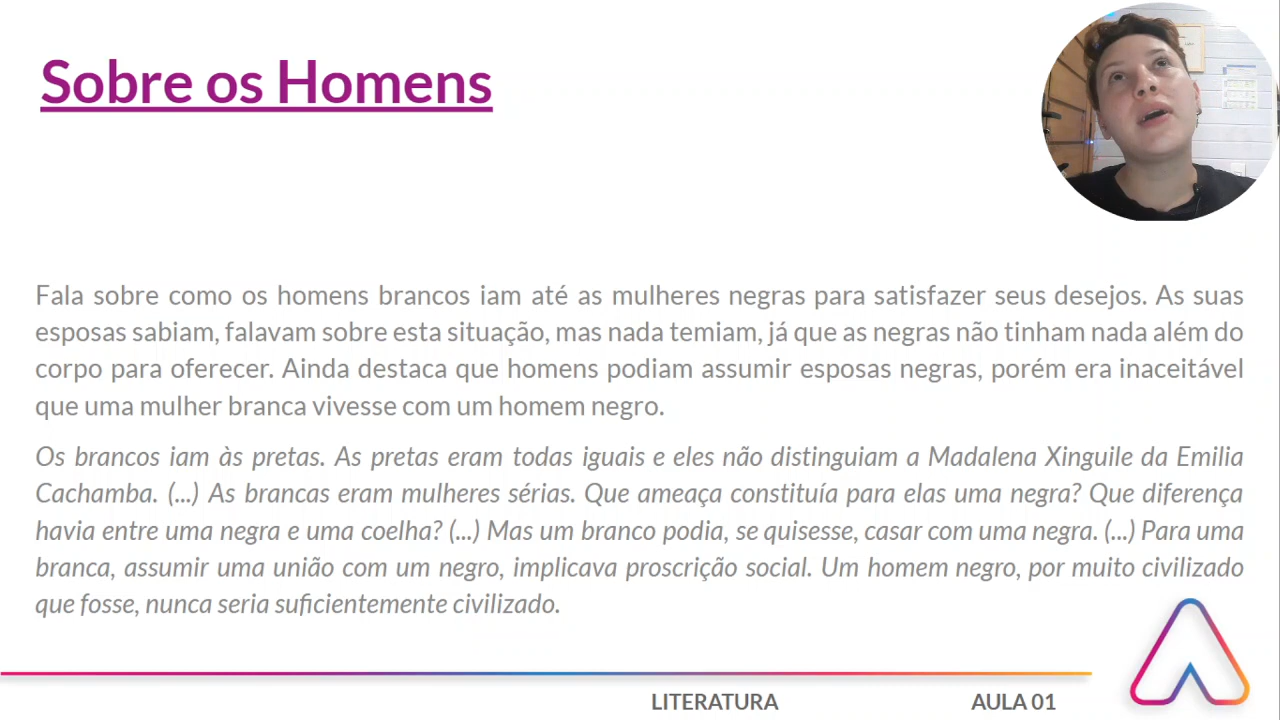 Sobre os Homens
Fala sobre como os homens brancos iam até as mulheres negras para satisfazer seus desejos. As suas
esposas sabiam, falavam sobre esta situação, mas nada temiam, já que as negras não tinham nada além do
corpo para oferecer. Ainda destaca que homens podiam assumir esposas negras, porém era inaceitável
que uma mulher branca vivesse com um homem negro.
Os brancos iam às pretas. As pretas eram todas iguais e eles não distinguiam a Madalena Xinguile da Emilia
Cachamba. (...) As brancas eram mulheres sérias. Que ameaça constituía para elas uma negra? Que diferença
havia entre uma negra e uma coelha? (...) Mas um branco podia, se quisesse, casar com uma negra. (...) Para uma
branca, assumir uma união com um negro, implicava proscrição social. Um homem negro, por muito civilizado
que fosse, nunca seria suficientemente civilizado.
LITERATURA
AULA 01